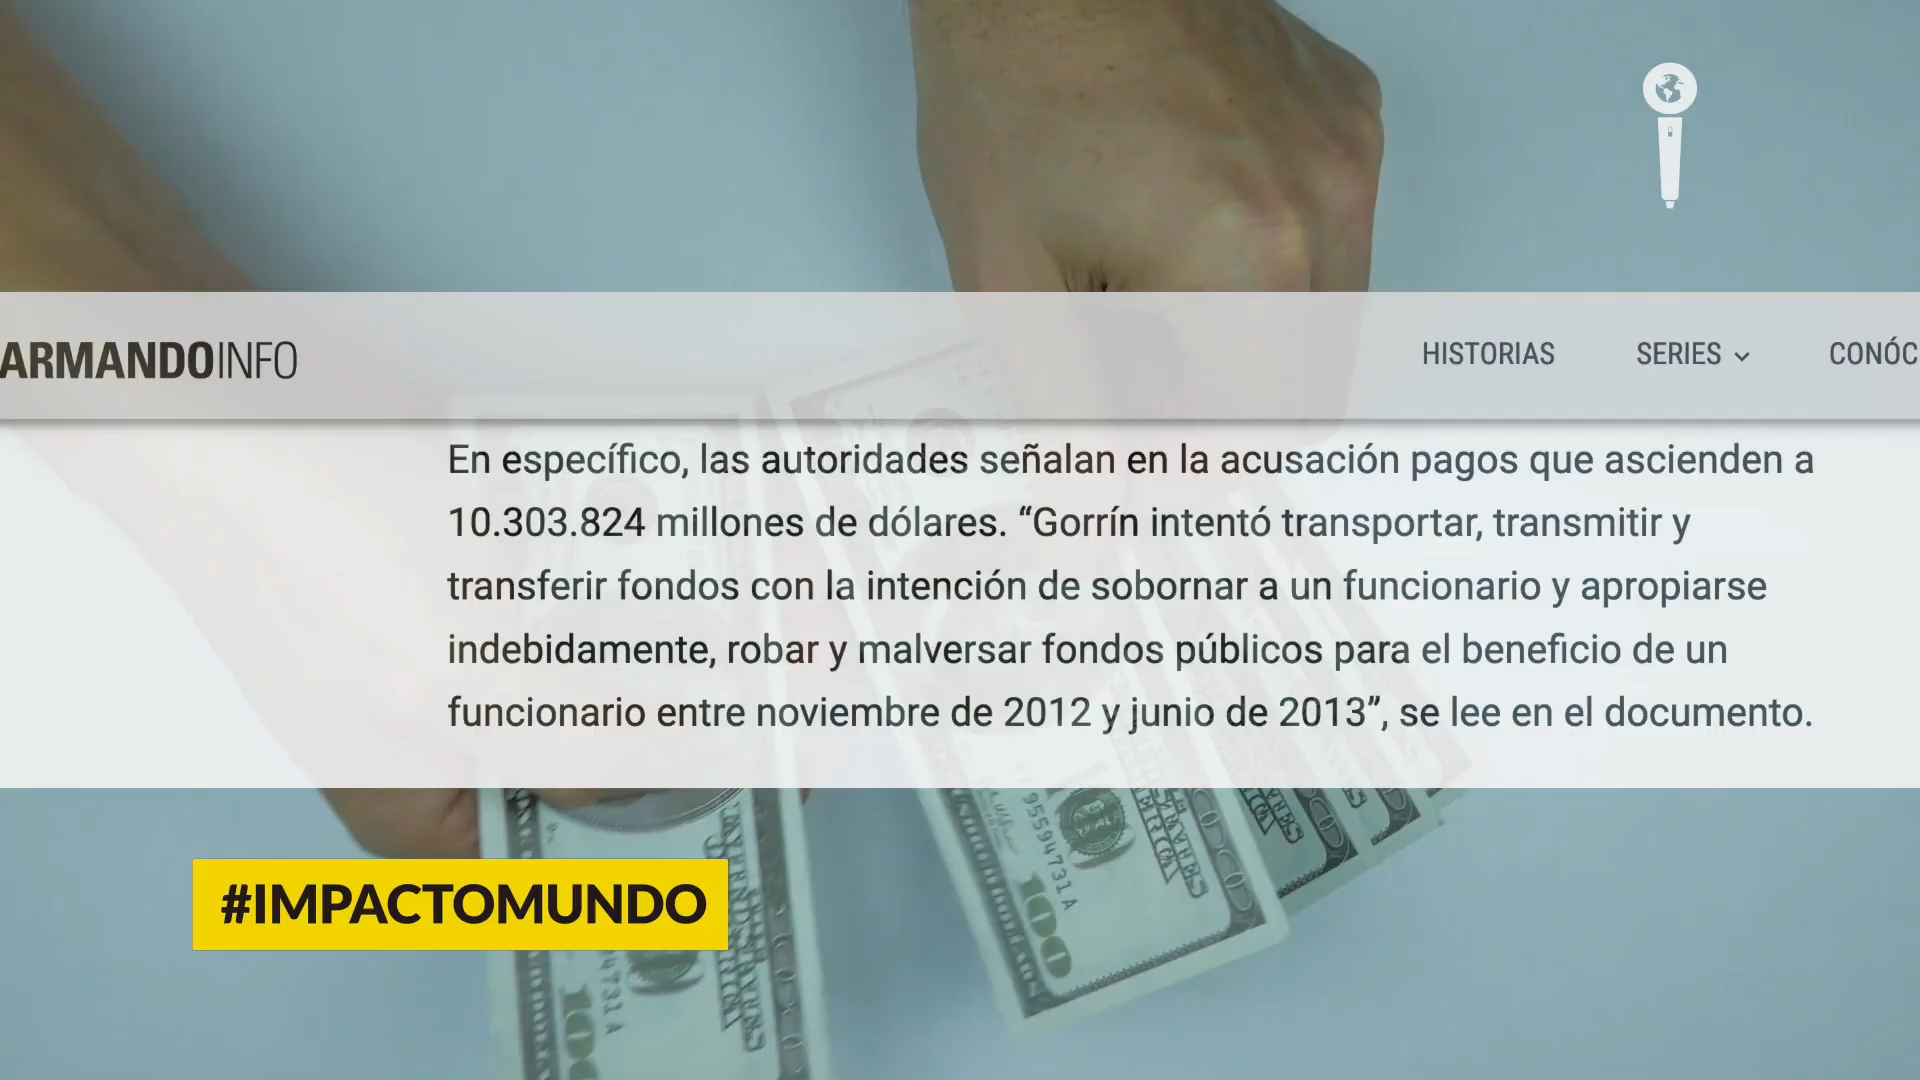 ARMANDOINFO
HISTORIAS
SERIES
CONÓC
En específico, las autoridades señalan en la acusación pagos que ascienden a
10.303.824 millones de dólares. “Gorrín intentó transportar, transmitir y
transferir fondos con la intención de sobornar a un funcionario y apropiarse
indebidamente, robar y malversar fondos públicos para el beneficio de un
funcionario entre noviembre de 2012 y junio de 2013”, se lee en el documento.
#IMPACTOMUNDO
100
100